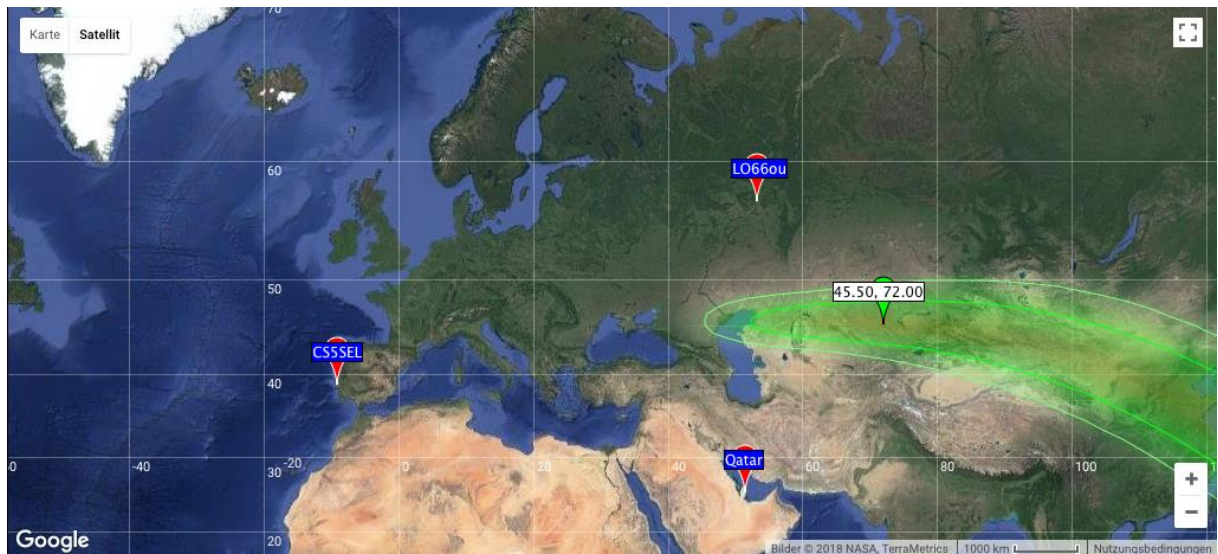 70
Karte Satellit
60
LO66ou
50
45.50, 72.00
CS5SEL
40
-40 -20 0 20 40 60 80 100
30
Qatar
20
Google
Bilder © 2018 NASA, TerraMetrics 1000 km Nutzungsbedingungen